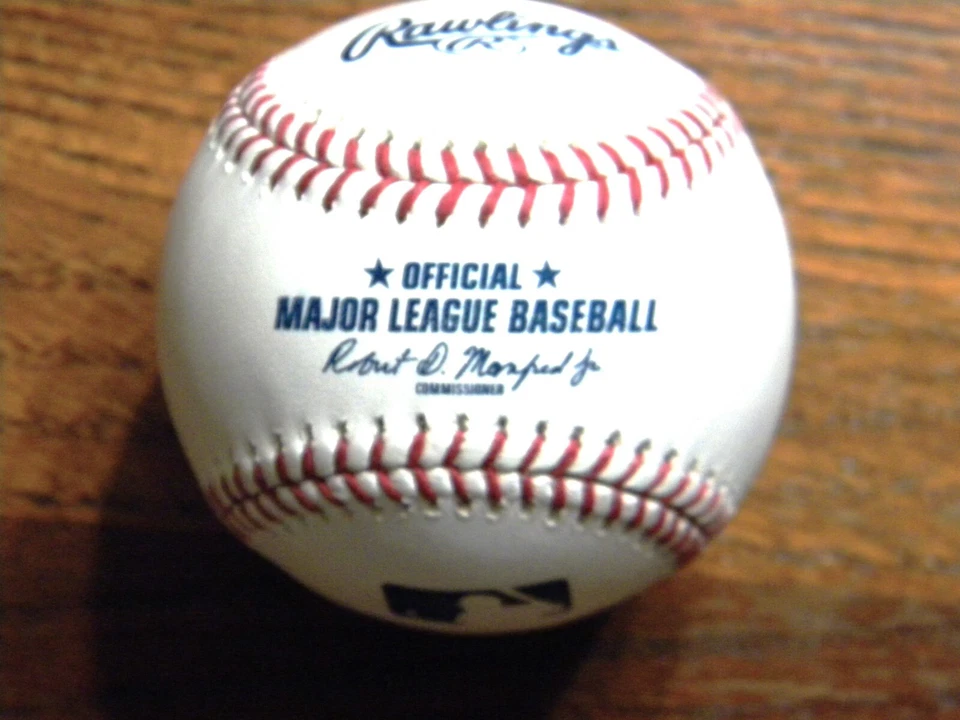 Rawlings
★ OFFICIAL ★
MAJOR LEAGUE BASEBALL
Robert D. Manfred Jr
COMMISSIONER